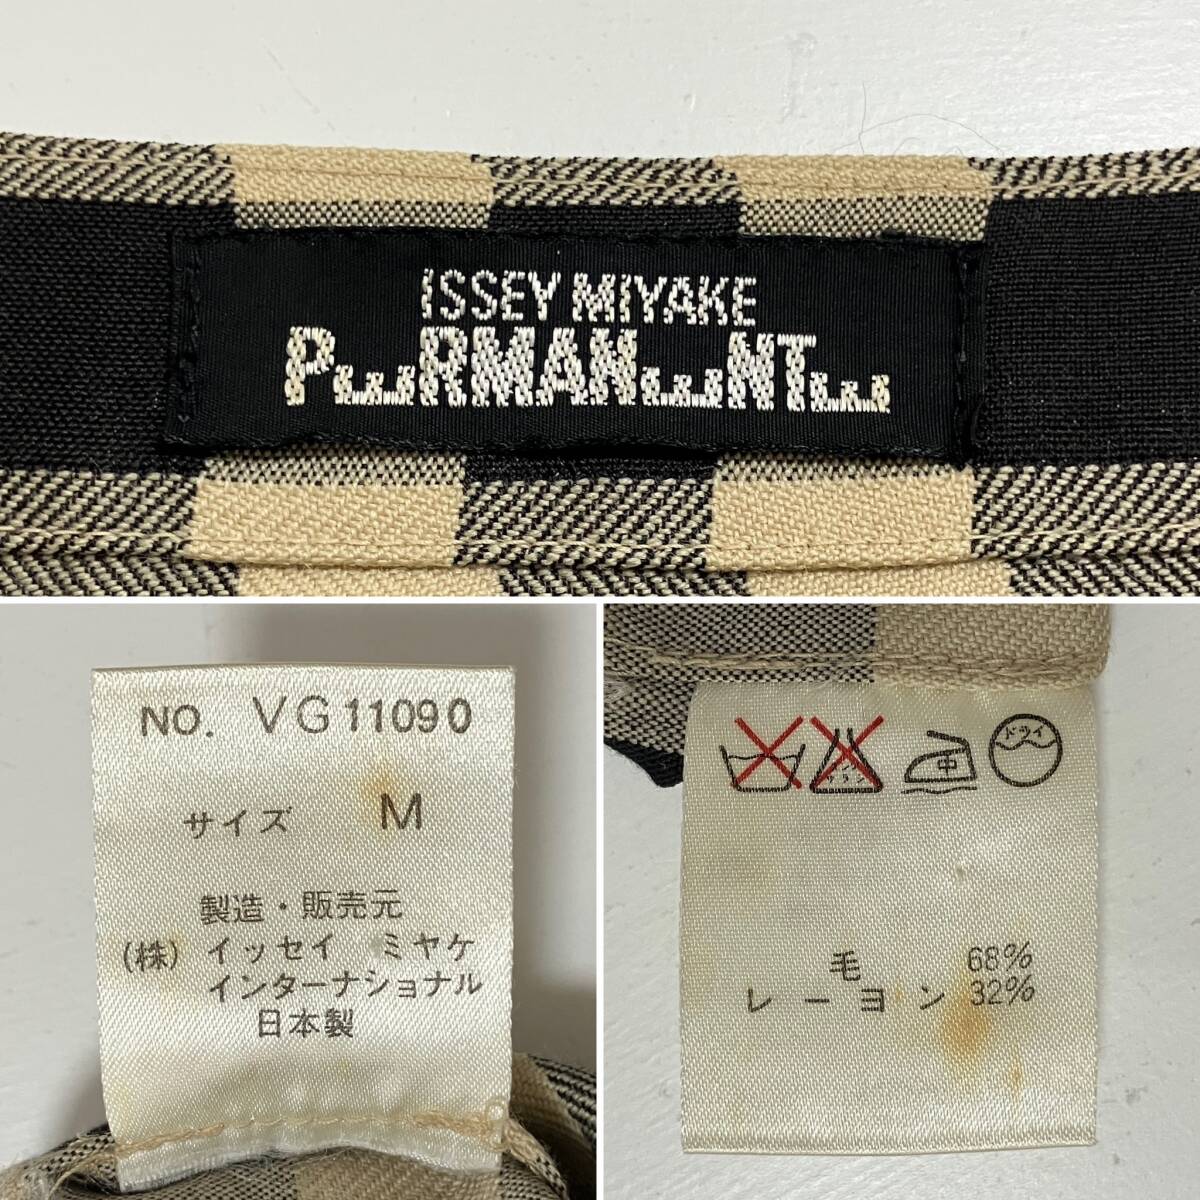 ISSEY MIYAKE
PERMANENTE
NO. VG11090
サイズ M
製造・販売元
(株) イッセイ ミヤケ
インターナショナル
日本製
中
ドライ
毛 68%
レーヨン 32%